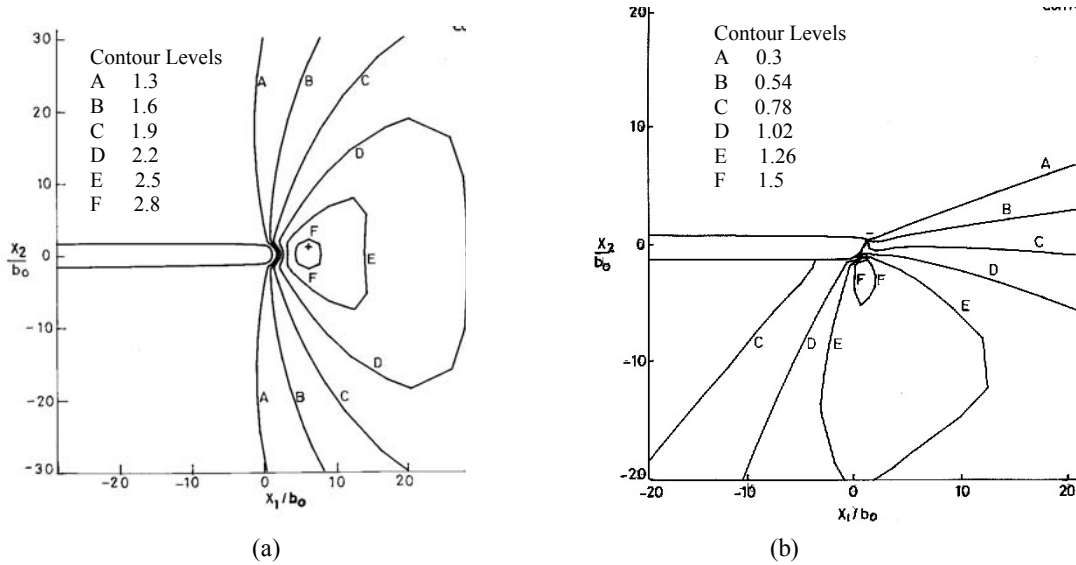 30
20
10
0
-10
-20
-30
X2
b0
Contour Levels
A 1.3
B 1.6
C 1.9
D 2.2
E 2.5
F 2.8
A
B
C
D
F
E
F
D
A
B
C
-20
-10
0
10
20
X1/b0
(a)
20
10
0
-10
-20
X2
b0
Contour Levels
A 0.3
B 0.54
C 0.78
D 1.02
E 1.26
F 1.5
A
B
C
D
F F
E
C
D
E
-20
-10
0
10
20
X1/b0
(b)